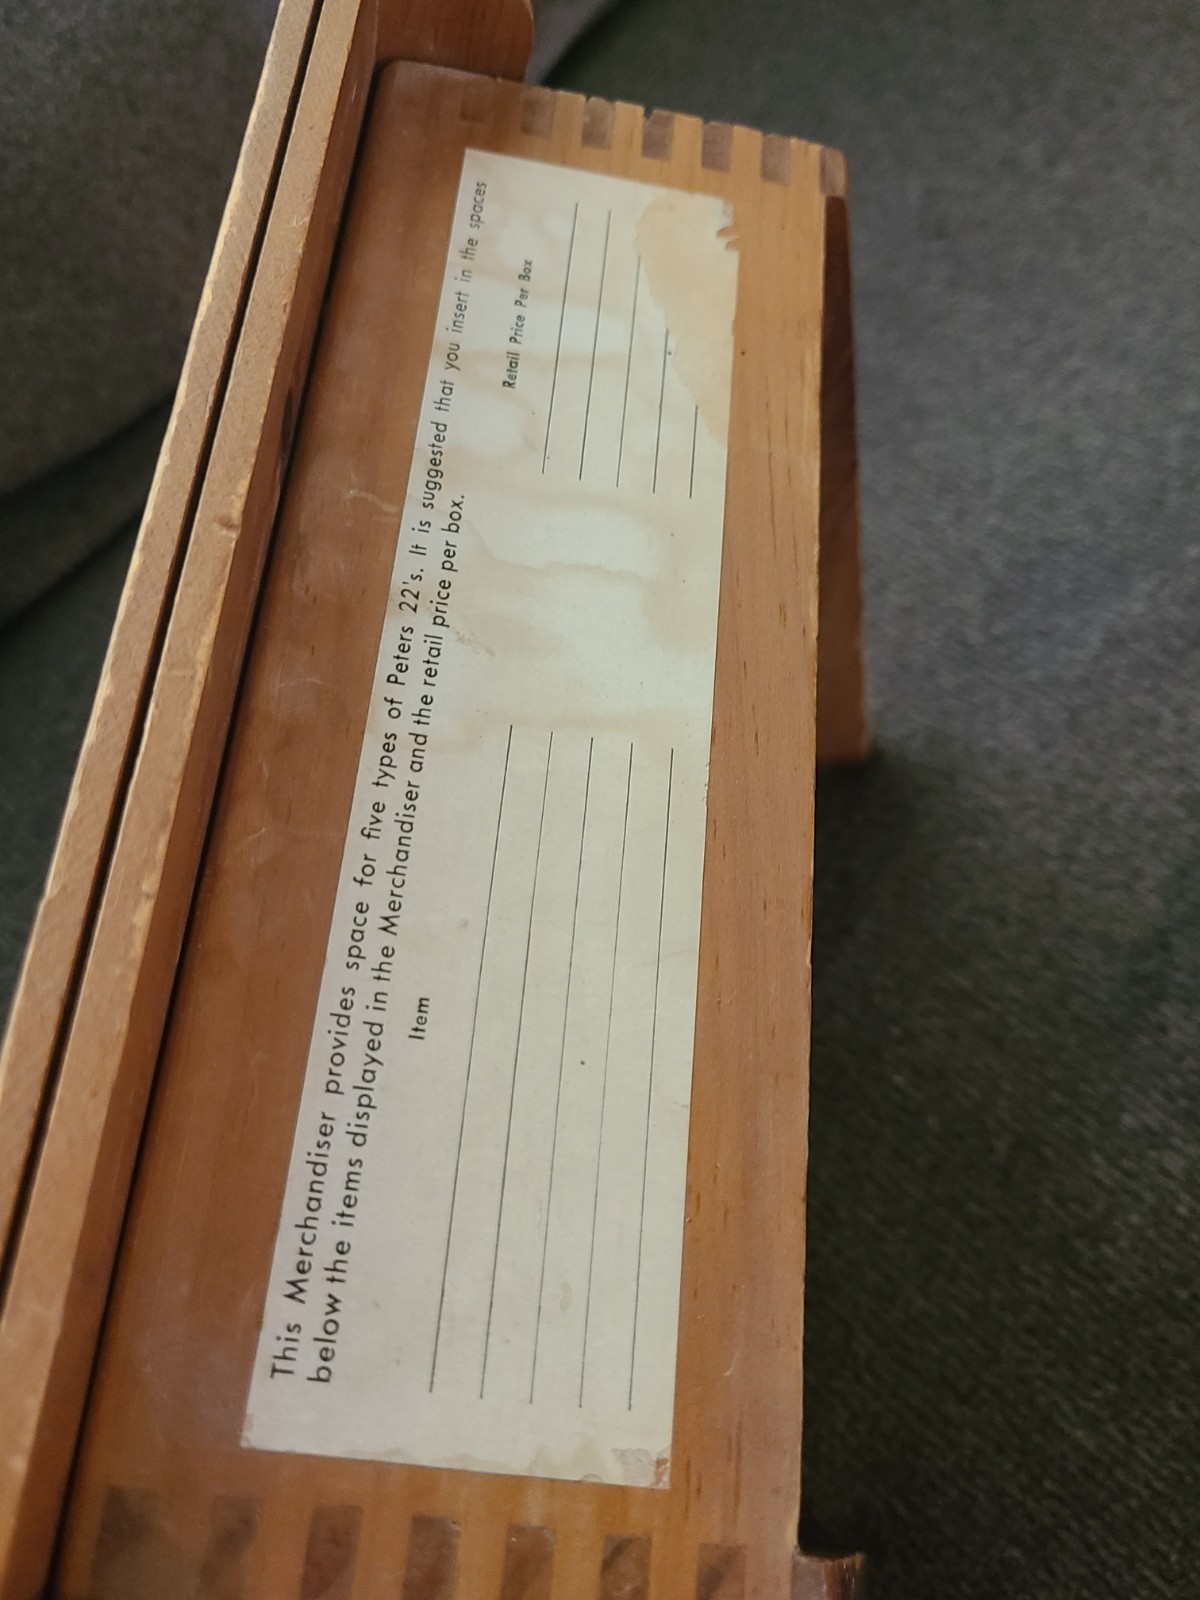 This Merchandiser provides space for five types of Peters 22's. It is suggested that you insert in the spaces
below the items displayed in the Merchandiser and the retail price per box.
Item Retail Price Per Box